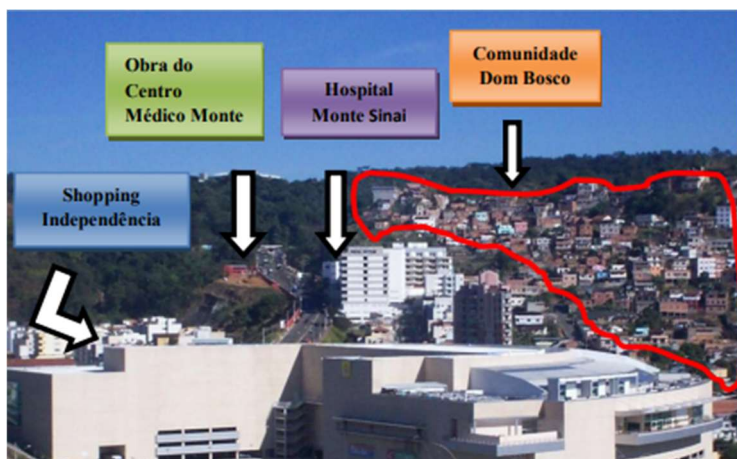 Obra do
Centro
Médico Monte
Hospital
Monte Sinai
Comunidade
Dom Bosco
Shopping
Independência